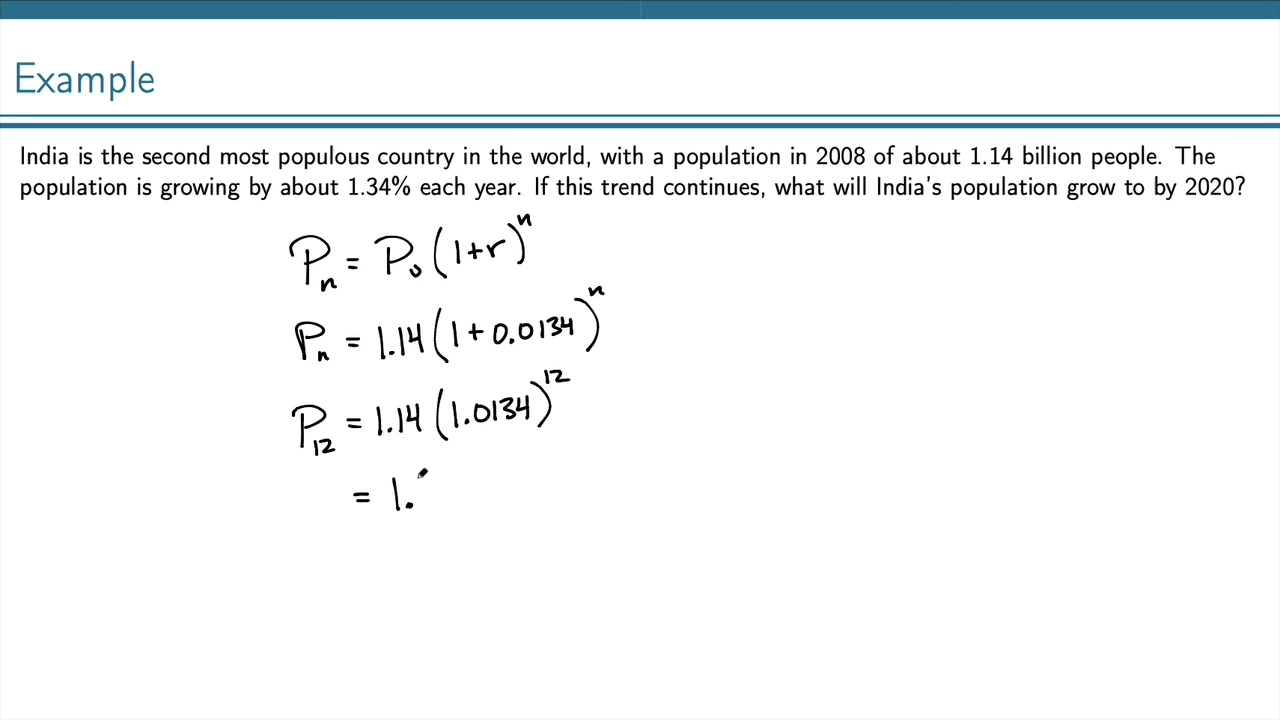 Example
India is the second most populous country in the world, with a population in 2008 of about 1.14 billion people. The
population is growing by about 1.34% each year. If this trend continues, what will India's population grow to by 2020?
Pₙ = P₀(1+r)ⁿ
Pₙ = 1.14(1+0.0134)ⁿ
P₁₂ = 1.14(1.0134)¹²
= 1.